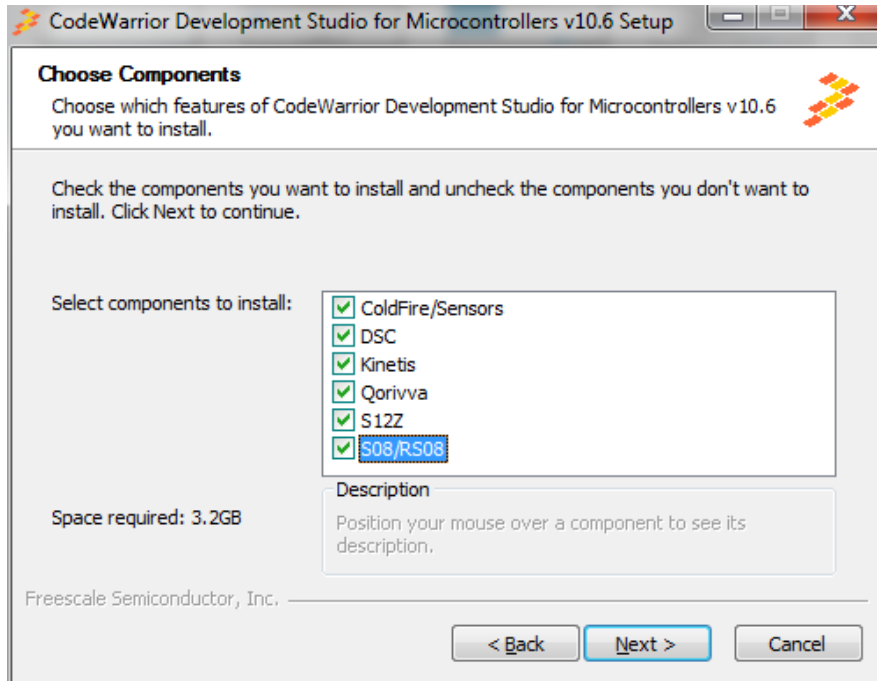 CodeWarrior Development Studio for Microcontrollers v10.6 Setup
Choose Components
Choose which features of CodeWarrior Development Studio for Microcontrollers v10.6
you want to install.
Check the components you want to install and uncheck the components you don't want to
install. Click Next to continue.
Select components to install:
ColdFire/Sensors
DSC
Kinetis
Qorivva
S12Z
S08/RS08
Space required: 3.2GB
Description
Position your mouse over a component to see its
description.
Freescale Semiconductor, Inc.
< Back
Next >
Cancel